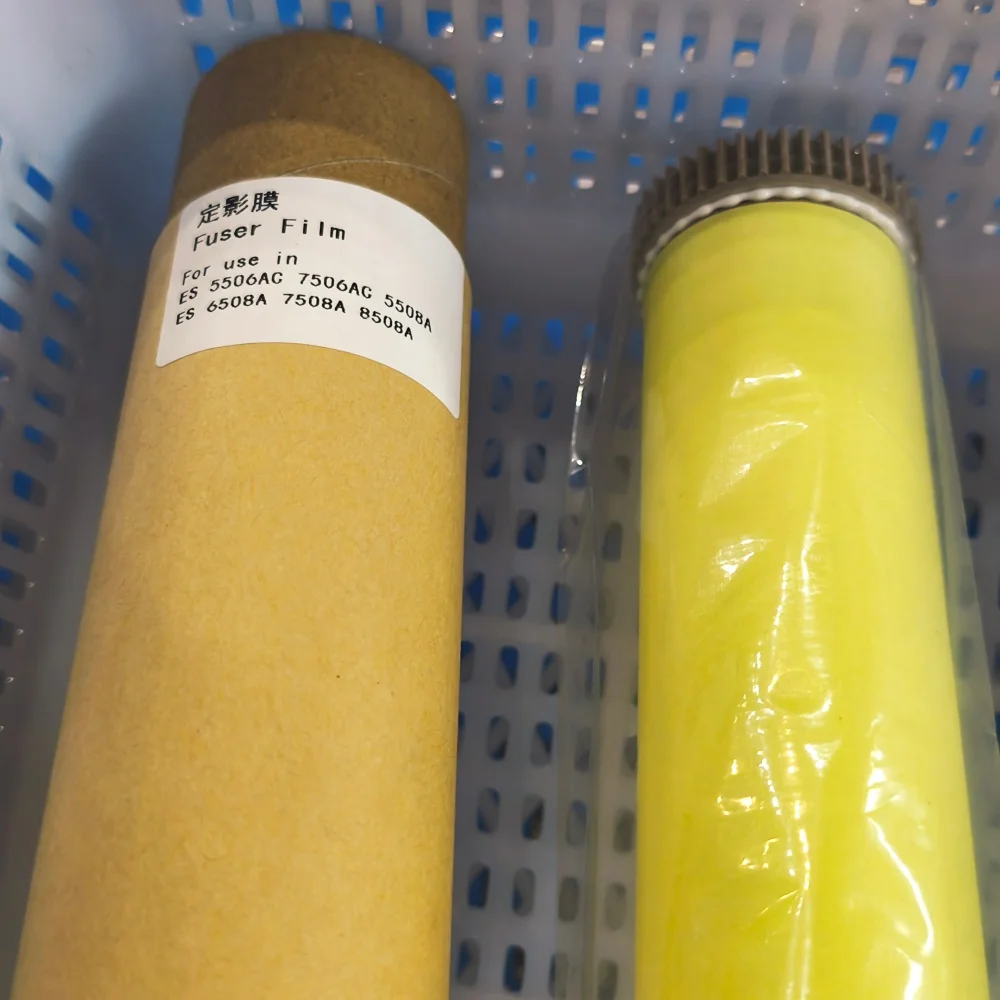 定影膜
Fuser Film
For use in
ES 5506AC 7506AC 5508A
ES 6508A 7508A 8508A